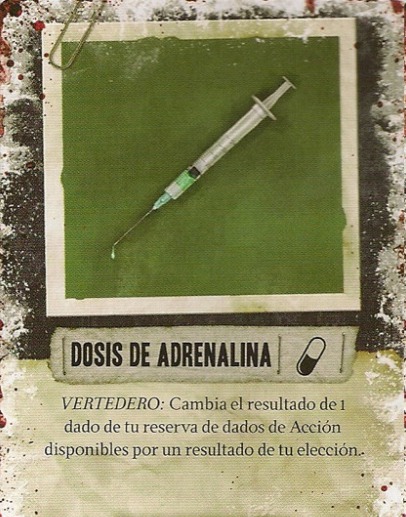 DOSIS DE ADRENALINA
VERTEDERO: Cambia el resultado de 1
dado de tu reserva de dados de Acción
disponibles por un resultado de tu elección.